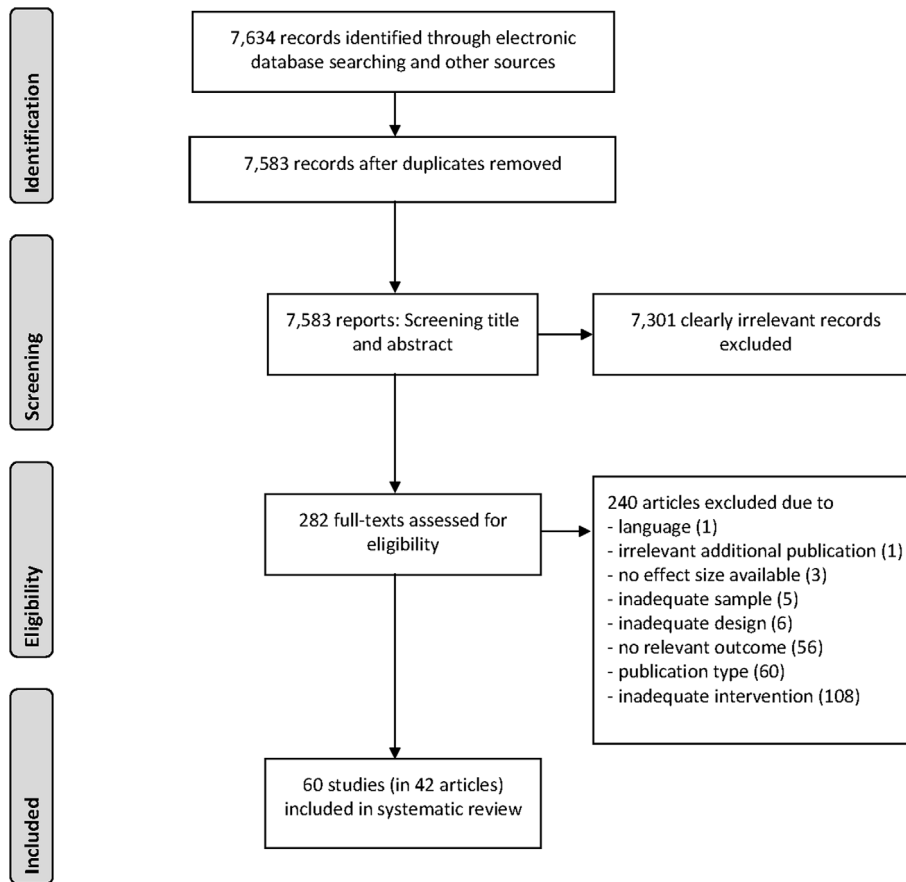 Identification
7,634 records identified through electronic
database searching and other sources
7,583 records after duplicates removed
Screening
7,583 reports: Screening title
and abstract
7,301 clearly irrelevant records
excluded
Eligibility
282 full-texts assessed for
eligibility
240 articles excluded due to
- language (1)
- irrelevant additional publication (1)
- no effect size available (3)
- inadequate sample (5)
- inadequate design (6)
- no relevant outcome (56)
- publication type (60)
- inadequate intervention (108)
Included
60 studies (in 42 articles)
included in systematic review